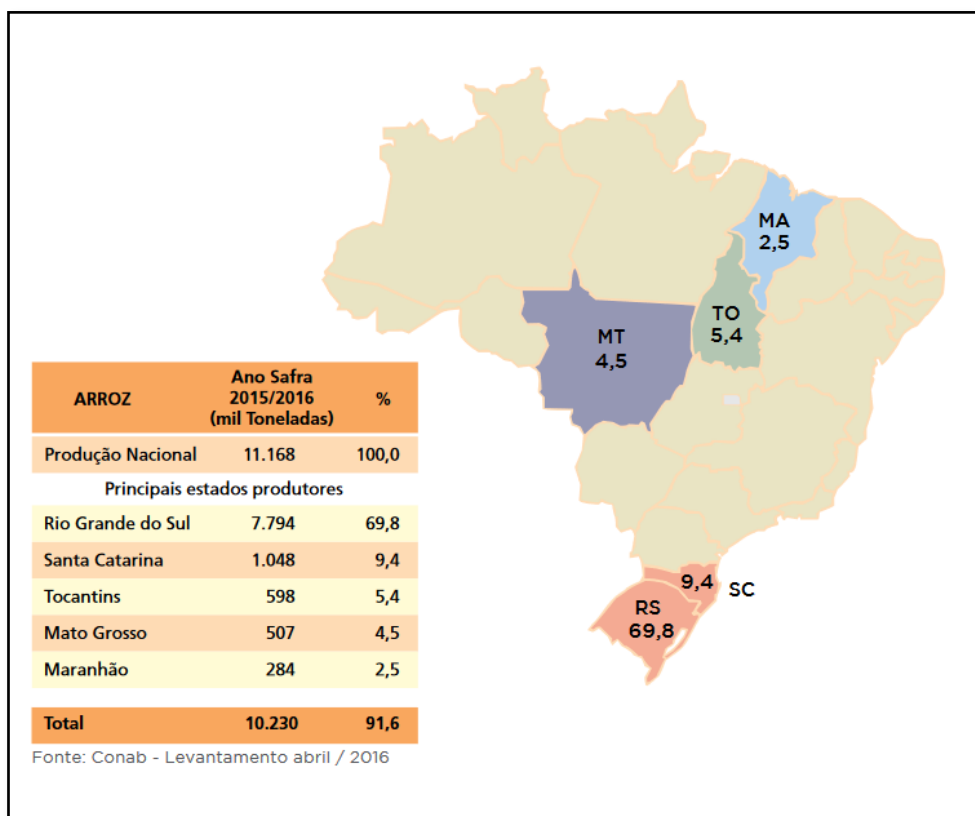 MA
2,5
TO
5,4
MT
4,5
ARROZ Ano Safra 2015/2016 (mil Toneladas) %
Produção Nacional 11.168 100,0
Principais estados produtores
Rio Grande do Sul 7.794 69,8
Santa Catarina 1.048 9,4
Tocantins 598 5,4
Mato Grosso 507 4,5
Maranhão 284 2,5
Total 10.230 91,6
Fonte: Conab - Levantamento abril / 2016
9,4 SC
RS
69,8